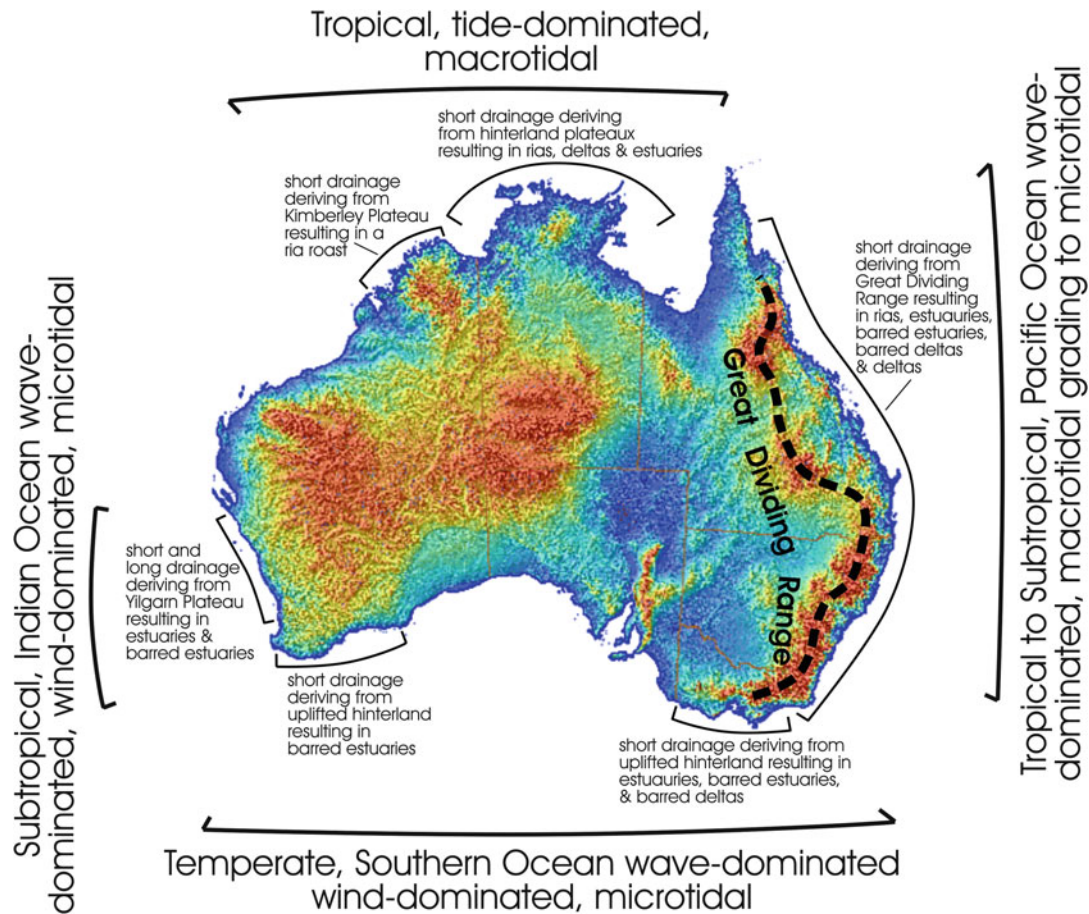 Tropical, tide-dominated,
macrotidal
short drainage deriving
from hinterland plateaux
resulting in rias, deltas & estuaries
short drainage
deriving from
Kimberley Plateau
resulting in a
ria roast
short drainage
deriving from
Great Dividing
Range resulting
in rias, estuauries,
barred estuaries,
barred deltas
& deltas
Great Dividing Range
Subtropical, Indian Ocean wave-
dominated, wind-dominated, microtidal
Tropical to Subtropical, Pacific Ocean wave-
dominated, macrotidal grading to microtidal
short and
long drainage
deriving from
Yilgarn Plateau
resulting in
estuaries &
barred estuaries
short drainage
deriving from
uplifted hinterland
resulting in
barred estuaries
short drainage deriving from
uplifted hinterland resulting in
estuauries, barred estuaries,
& barred deltas
Temperate, Southern Ocean wave-dominated
wind-dominated, microtidal